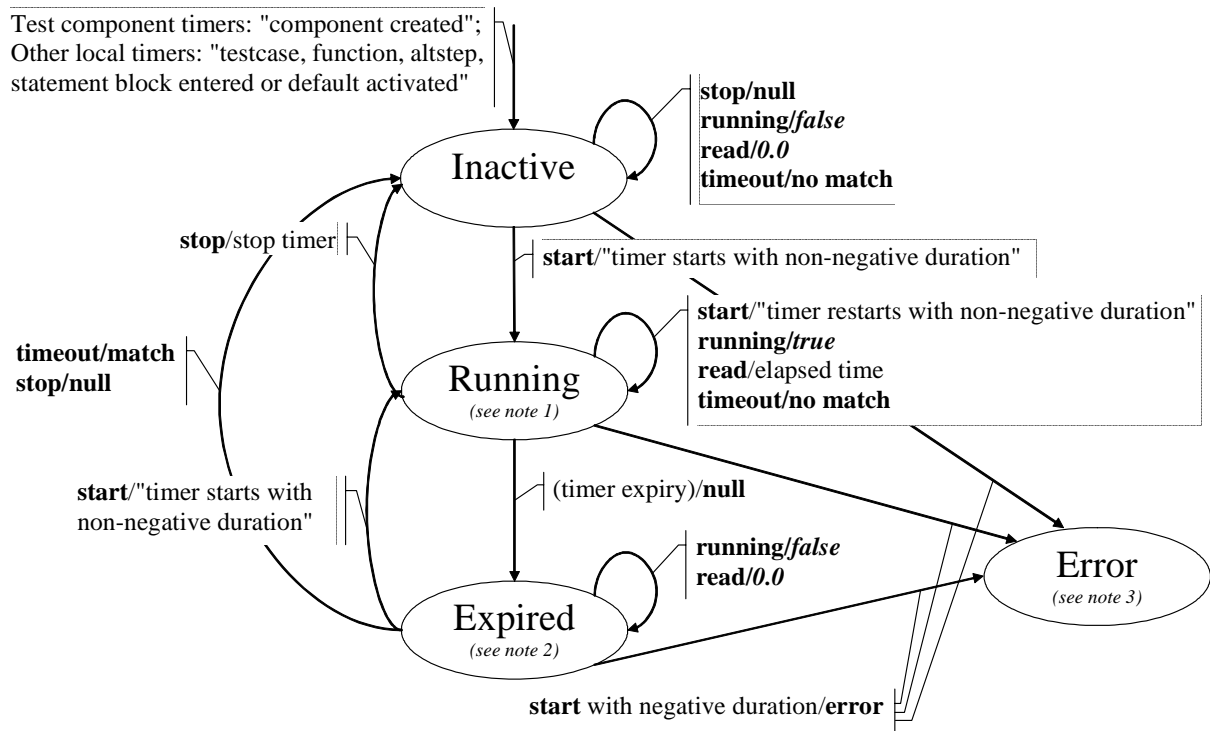 Test component timers: "component created";
Other local timers: "testcase, function, altstep,
statement block entered or default activated"
stop/null
running/false
read/0.0
timeout/no match
Inactive
stop/stop timer
start/"timer starts with non-negative duration"
start/"timer restarts with non-negative duration"
running/true
read/elapsed time
timeout/no match
timeout/match
stop/null
Running
(see note 1)
start/"timer starts with
non-negative duration"
(timer expiry)/null
running/false
read/0.0
Error
(see note 3)
Expired
(see note 2)
start with negative duration/error